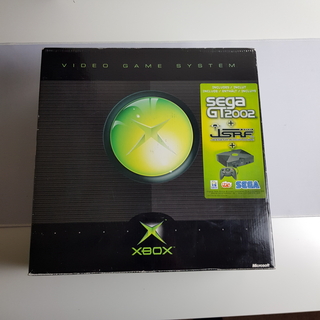 VIDEO GAME SYSTEM
SEGA
GT2002
+
JSRF
+
SEGA
XBOX
Microsoft